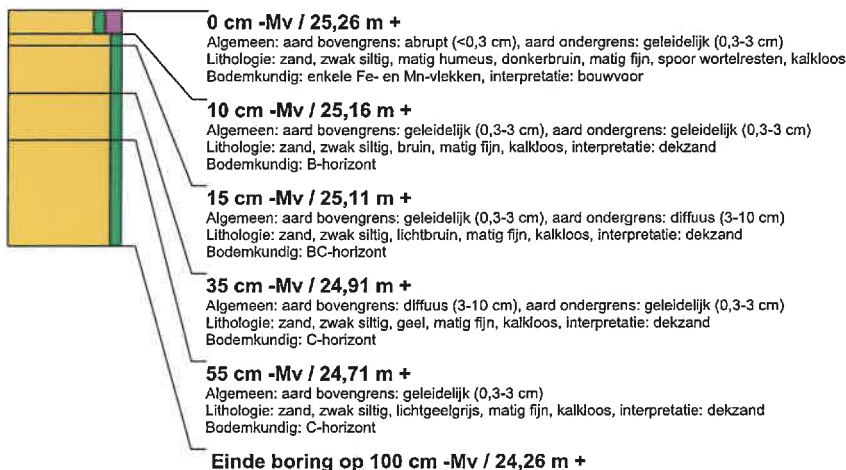 0 cm -Mv / 25,26 m +
Algemeen: aard bovengrens: abrupt (<0,3 cm), aard ondergrens: geleidelijk (0,3-3 cm)
Lithologie: zand, zwak siltig, matig humeus, donkerbruin, matig fijn, spoor wortelresten, kalkloos
Bodemkundig: enkele Fe- en Mn-vlekken, interpretatie: bouwvoor
10 cm -Mv / 25,16 m +
Algemeen: aard bovengrens: geleidelijk (0,3-3 cm), aard ondergrens: geleidelijk (0,3-3 cm)
Lithologie: zand, zwak siltig, bruin, matig fijn, kalkloos, interpretatie: dekzand
Bodemkundig: B-horizont
15 cm -Mv / 25,11 m +
Algemeen: aard bovengrens: geleidelijk (0,3-3 cm), aard ondergrens: diffuus (3-10 cm)
Lithologie: zand, zwak siltig, lichtbruin, matig fijn, kalkloos, interpretatie: dekzand
Bodemkundig: BC-horizont
35 cm -Mv / 24,91 m +
Algemeen: aard bovengrens: diffuus (3-10 cm), aard ondergrens: geleidelijk (0,3-3 cm)
Lithologie: zand, zwak siltig, geel, matig fijn, kalkloos, interpretatie: dekzand
Bodemkundig: C-horizont
55 cm -Mv / 24,71 m +
Algemeen: aard bovengrens: geleidelijk (0,3-3 cm)
Lithologie: zand, zwak siltig, lichtgeelgrijs, matig fijn, kalkloos, interpretatie: dekzand
Bodemkundig: C-horizont
Einde boring op 100 cm -Mv / 24,26 m +